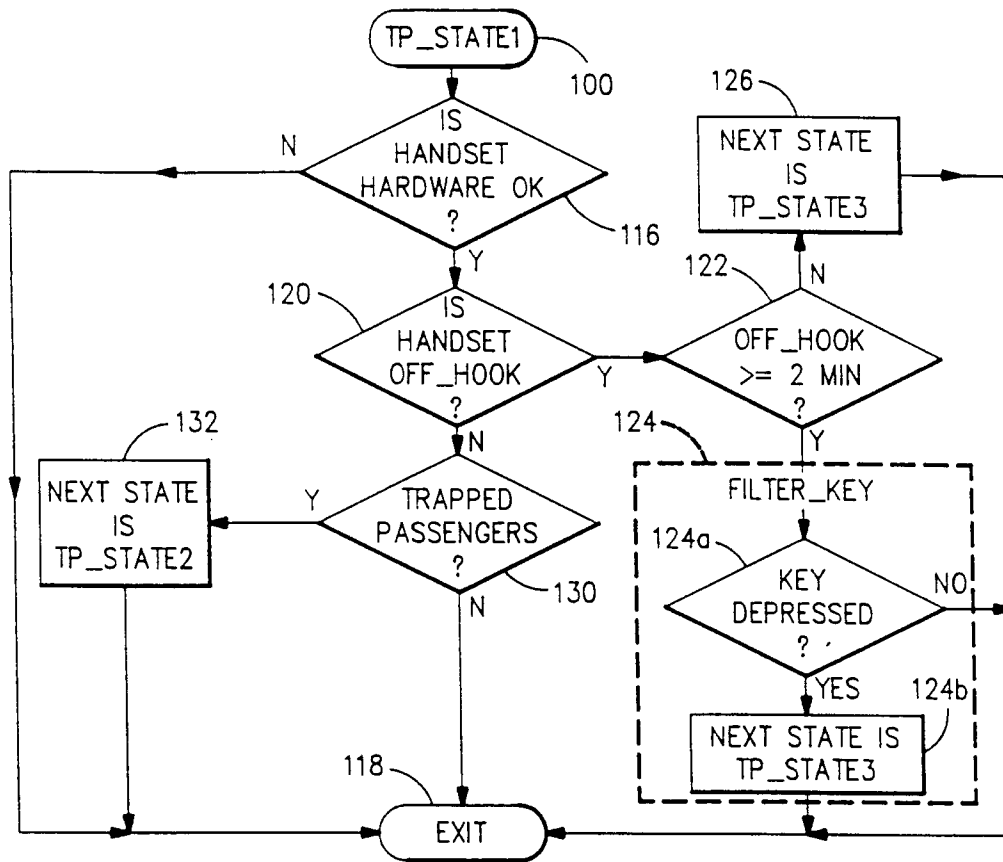 TP_STATE1
100
IS
HANDSET
HARDWARE OK
?
116
N
Y
126
NEXT STATE
IS
TP_STATE3
120
IS
HANDSET
OFF_HOOK
?
Y
N
122
N
OFF_HOOK
>= 2 MIN
?
Y
132
NEXT STATE
IS
TP_STATE2
Y
TRAPPED
PASSENGERS
?
130
N
124
FILTER_KEY
124a
KEY
DEPRESSED
?
NO
YES
124b
NEXT STATE IS
TP_STATE3
118
EXIT